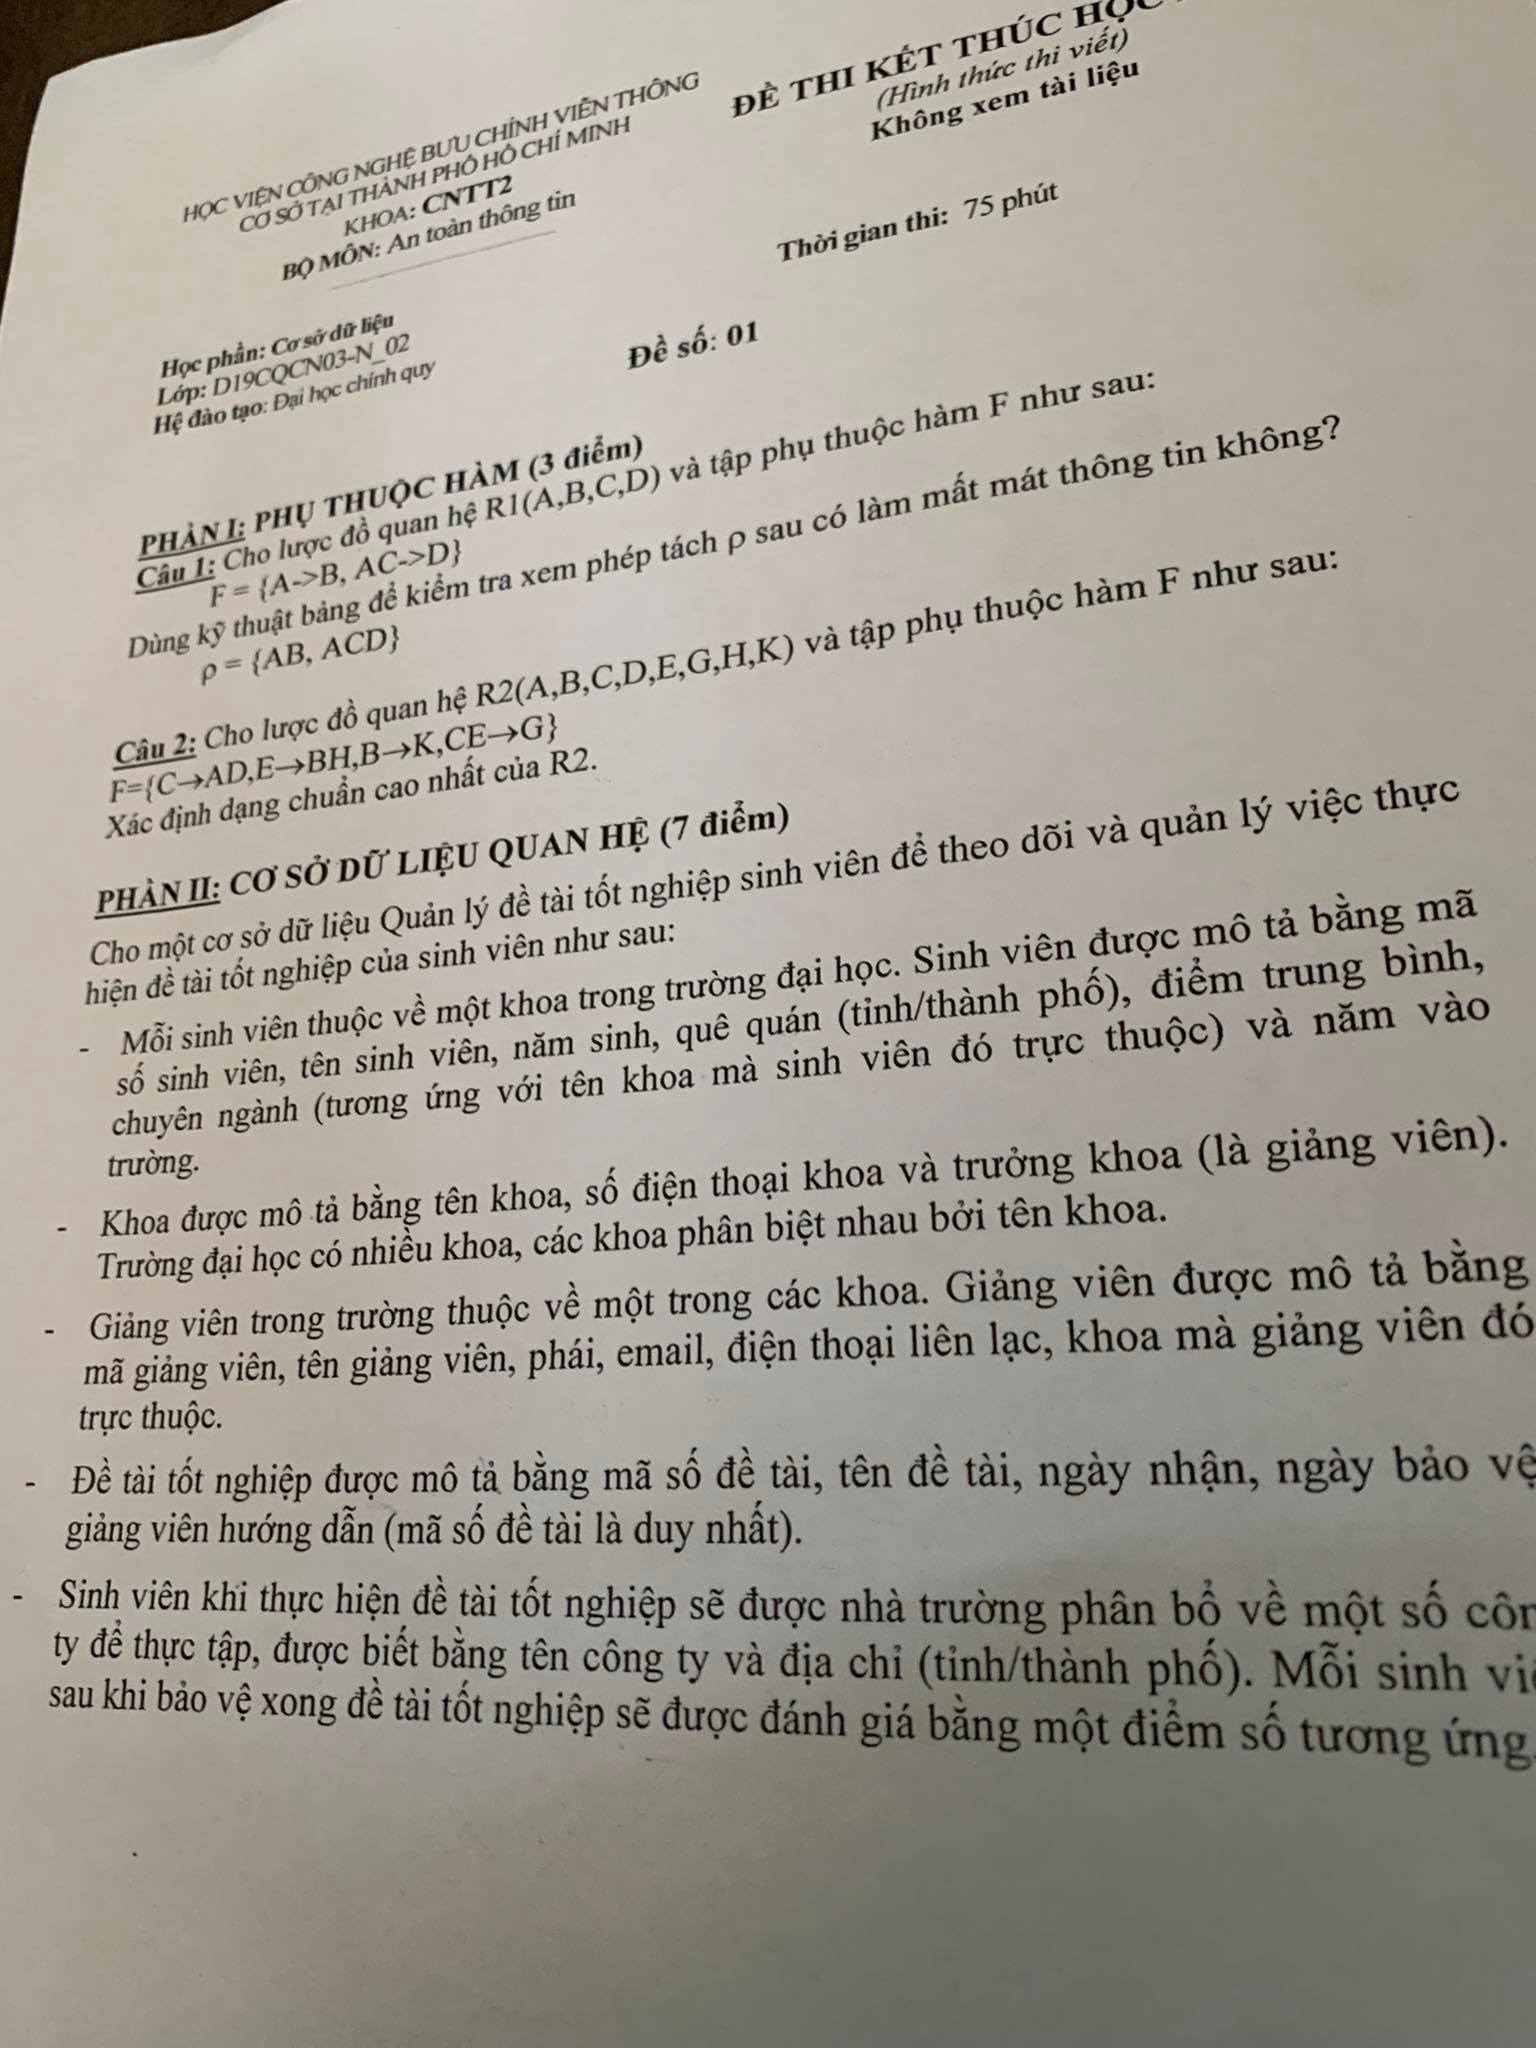 HỌC VIỆN CÔNG NGHỆ BƯU CHÍNH VIỄN THÔNG
CƠ SỞ TẠI THÀNH PHỐ HỒ CHÍ MINH
KHOA: CNTT2
BỘ MÔN: An toàn thông tin
ĐỀ THI KẾT THÚC
(Hình thức thi viết)
Không xem tài liệu
Thời gian thi: 75 phút
Học phần: Cơ sở dữ liệu
Lớp: D19CQCN03-N_02
Hệ đào tạo: Đại học chính quy
Đề số: 01
PHẦN I: PHỤ THUỘC HÀM (3 điểm)
Câu 1: Cho lược đồ quan hệ R1(A,B,C,D) và tập phụ thuộc hàm F như sau:
F = {A->B, AC->D}
Dùng kỹ thuật bảng để kiểm tra xem phép tách ρ sau có làm mất mát thông tin không?
ρ = {AB, ACD}
Câu 2: Cho lược đồ quan hệ R2(A,B,C,D,E,G,H,K) và tập phụ thuộc hàm F như sau:
F={C→AD,E→BH,B→K,CE→G}
Xác định dạng chuẩn cao nhất của R2.
PHẦN II: CƠ SỞ DỮ LIỆU QUAN HỆ (7 điểm)
Cho một cơ sở dữ liệu Quản lý đề tài tốt nghiệp sinh viên để theo dõi và quản lý việc thực
hiện đề tài tốt nghiệp của sinh viên như sau:
- Mỗi sinh viên thuộc về một khoa trong trường đại học. Sinh viên được mô tả bằng mã
số sinh viên, tên sinh viên, năm sinh, quê quán (tỉnh/thành phố), điểm trung bình,
chuyên ngành (tương ứng với tên khoa mà sinh viên đó trực thuộc) và năm vào
trường.
- Khoa được mô tả bằng tên khoa, số điện thoại khoa và trưởng khoa (là giảng viên).
Trường đại học có nhiều khoa, các khoa phân biệt nhau bởi tên khoa.
- Giảng viên trong trường thuộc về một trong các khoa. Giảng viên được mô tả bằng
mã giảng viên, tên giảng viên, phái, email, điện thoại liên lạc, khoa mà giảng viên đó
trực thuộc.
- Đề tài tốt nghiệp được mô tả bằng mã số đề tài, tên đề tài, ngày nhận, ngày bảo vệ
giảng viên hướng dẫn (mã số đề tài là duy nhất).
- Sinh viên khi thực hiện đề tài tốt nghiệp sẽ được nhà trường phân bổ về một số
ty để thực tập, được biết bằng tên công ty và địa chỉ (tỉnh/thành phố). Mỗi sinh
sau khi bảo vệ xong đề tài tốt nghiệp sẽ được đánh giá bằng một điểm số tương ứng.